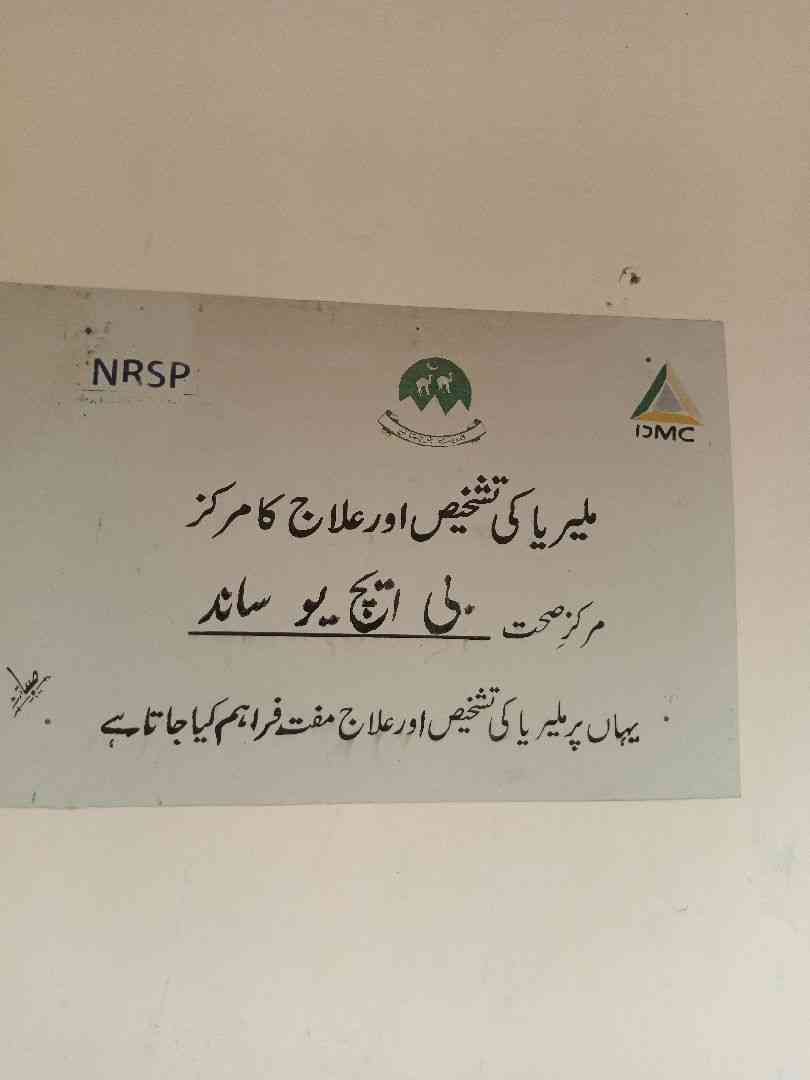 NRSP
DMC
ملیریا کی تشخیص اور علاج کا مرکز
مرکزِ صحت بی ایچ یو ساند
یہاں پر ملیریا کی تشخیص اور علاج مفت فراہم کیا جاتا ہے